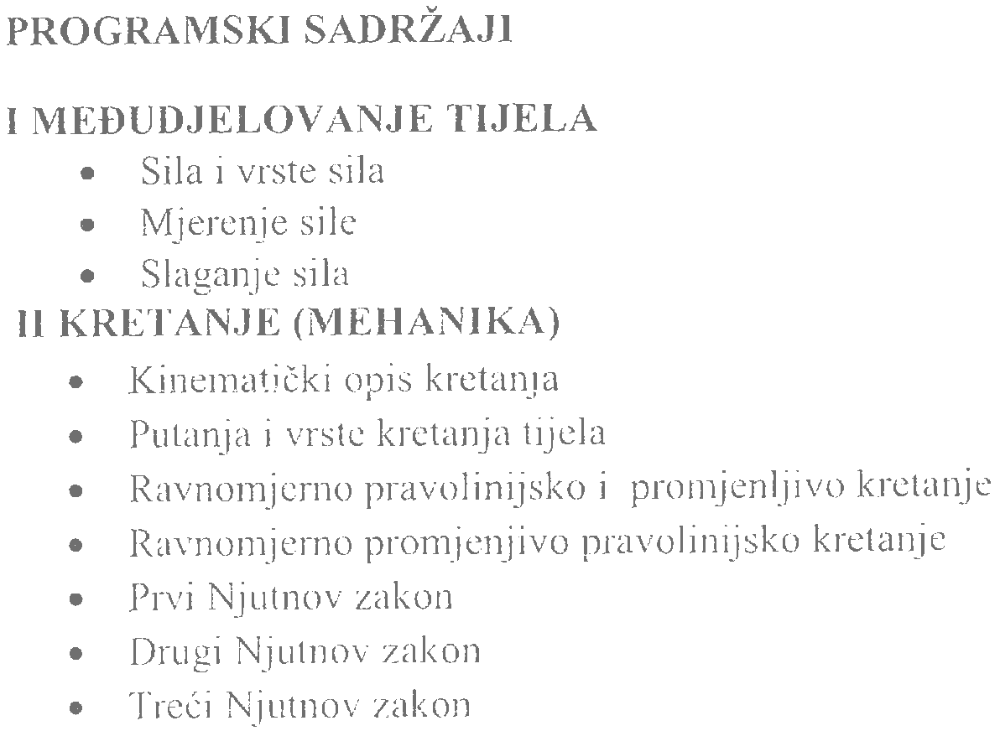 PROGRAMSKI SADRŽAJI
I MEĐUDJELOVANJE TIJELA
• Sila i vrste sila
• Mjerenje sile
• Slaganje sila
II KRETANJE (MEHANIKA)
• Kinematički opis kretanja
• Putanja i vrste kretanja tijela
• Ravnomjerno pravolinijsko i promjenljivo kretanje
• Ravnomjerno promjenjivo pravolinijsko kretanje
• Prvi Njutnov zakon
• Drugi Njutnov zakon
• Treći Njutnov zakon